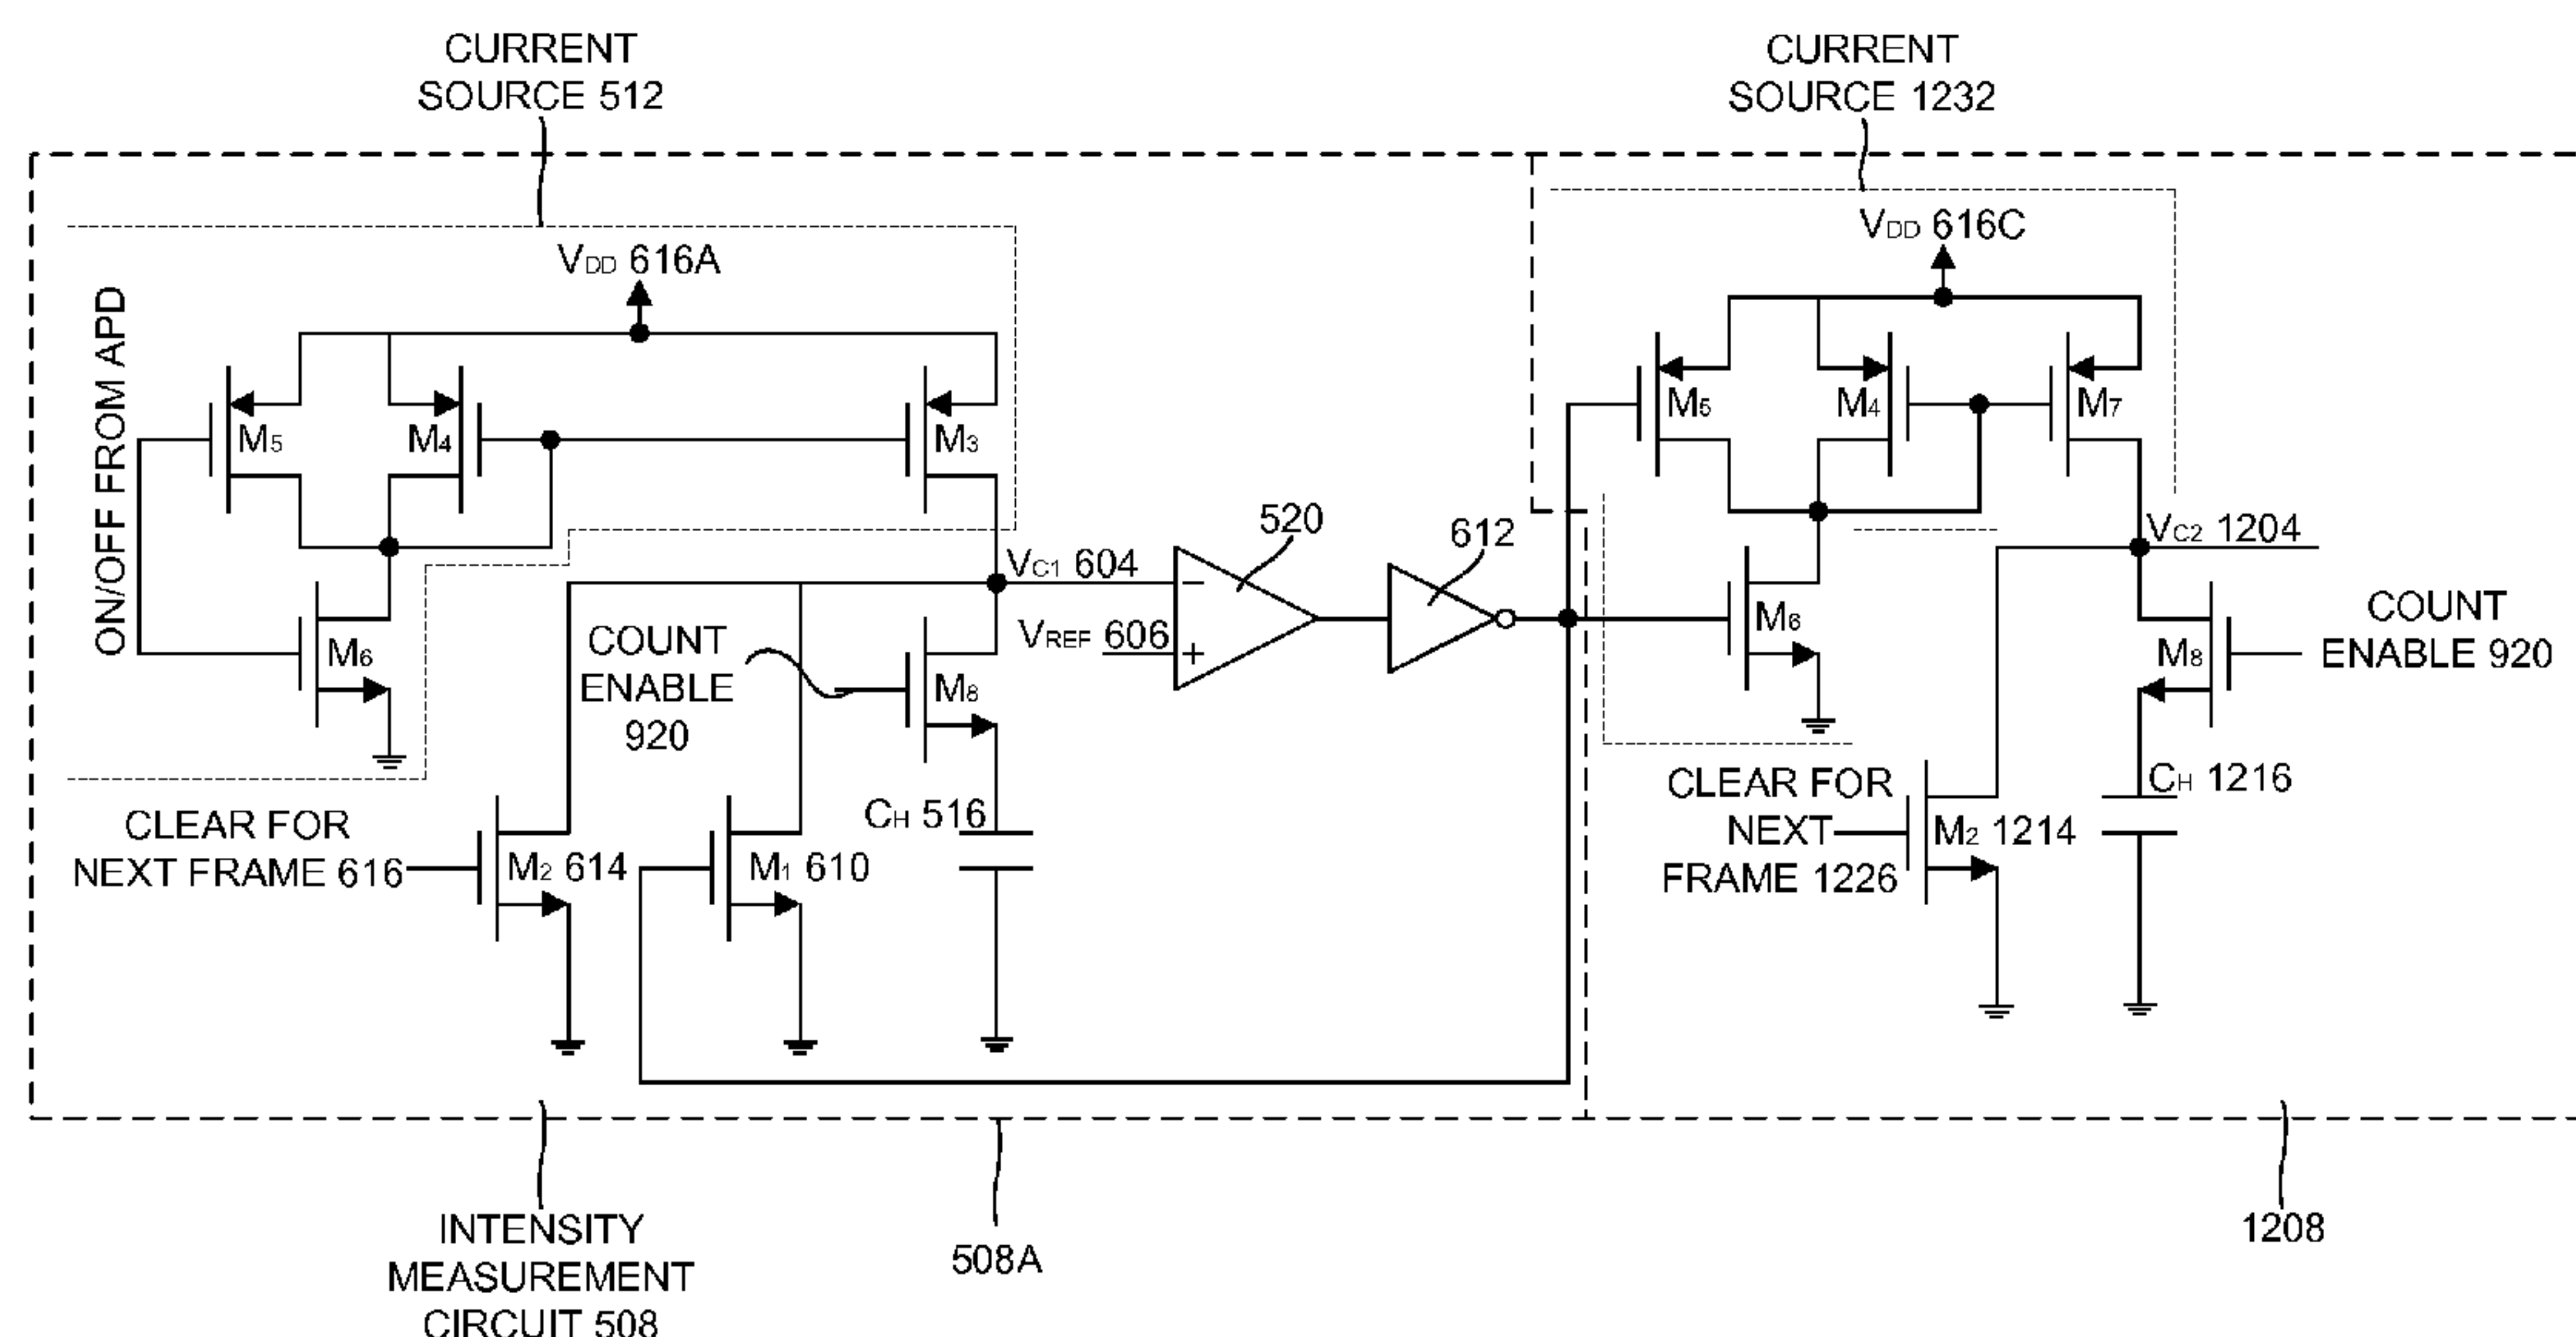 CURRENT
SOURCE 512
CURRENT
SOURCE 1232
VDD 616A
VDD 616C
ON/OFF FROM APD
M5
M4
M3
M5
M4
M7
520
612
VC1 604
VC2 1204
VREF 606
−
+
M6
COUNT
ENABLE
920
M8
M6
M8
COUNT
ENABLE 920
CLEAR FOR
NEXT FRAME 616
M2 614
M1 610
CH 516
CLEAR FOR
NEXT
FRAME 1226
M2 1214
CH 1216
INTENSITY
MEASUREMENT
CIRCUIT 508
508A
1208